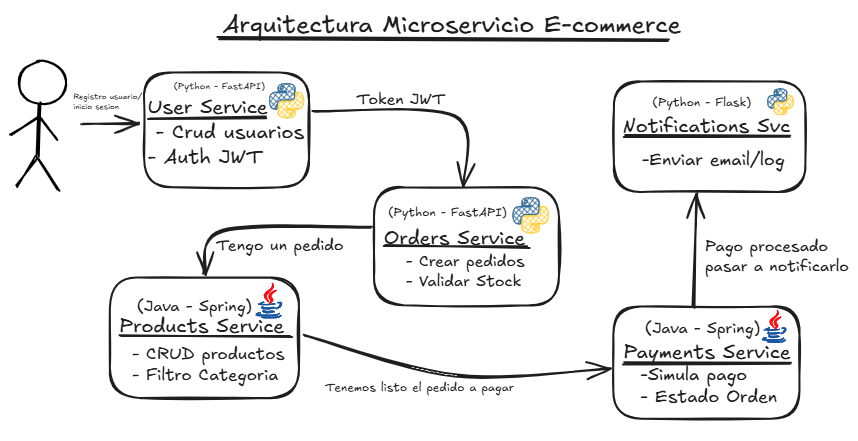 Arquitectura Microservicio E-commerce
Registro usuario/
inicio sesion
(Python - FastAPI)
User Service
- Crud usuarios
- Auth JWT
Token JWT
(Python - FastAPI)
Orders Service
- Crear pedidos
- Validar Stock
Tengo un pedido
(Java - Spring)
Products Service
- CRUD productos
- Filtro Categoria
Tenemos listo el pedido a pagar
(Java - Spring)
Payments Service
-Simula pago
- Estado Orden
Pago procesado
pasar a notificarlo
(Python - Flask)
Notifications Svc
-Enviar email/log